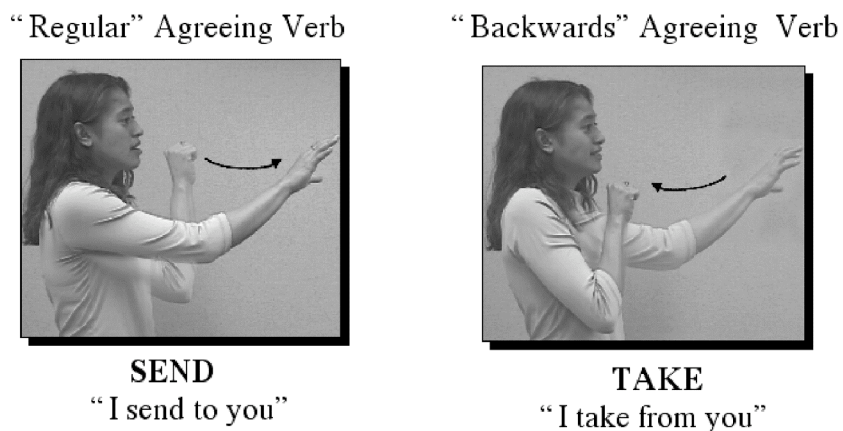 “Regular” Agreeing Verb
“Backwards” Agreeing Verb
SEND
“I send to you”
TAKE
“I take from you”